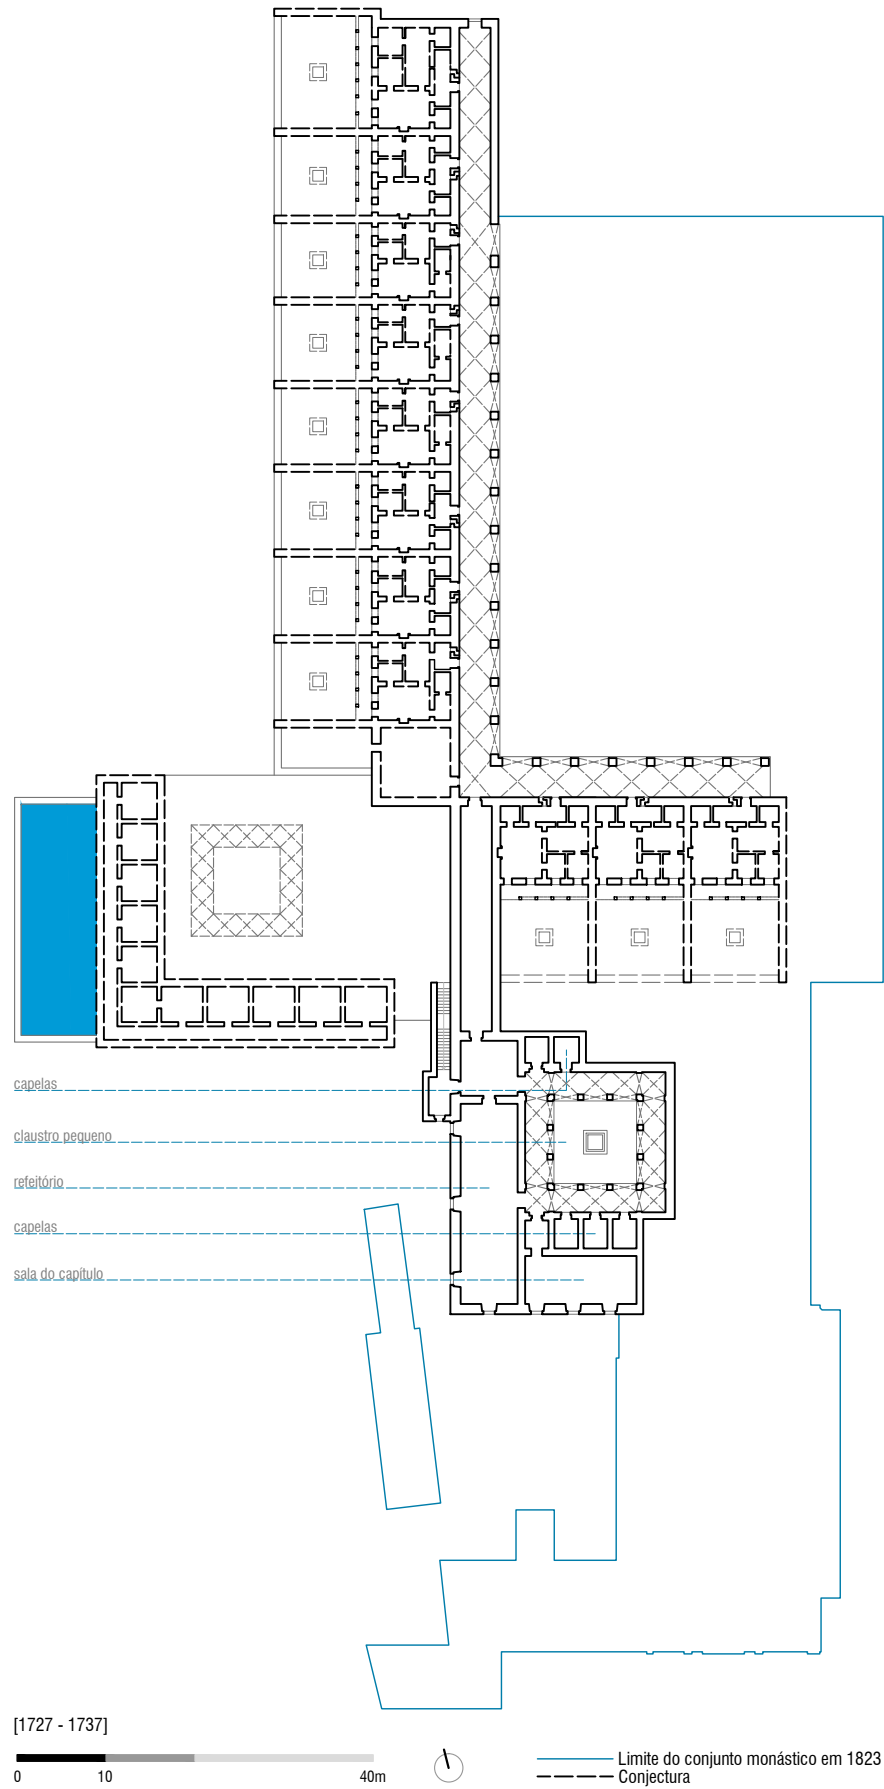 capelas
claustro pequeno
refeitório
capelas
sala do capítulo
[1727 - 1737]
0 10 40m
Limite do conjunto monástico em 1823
Conjectura